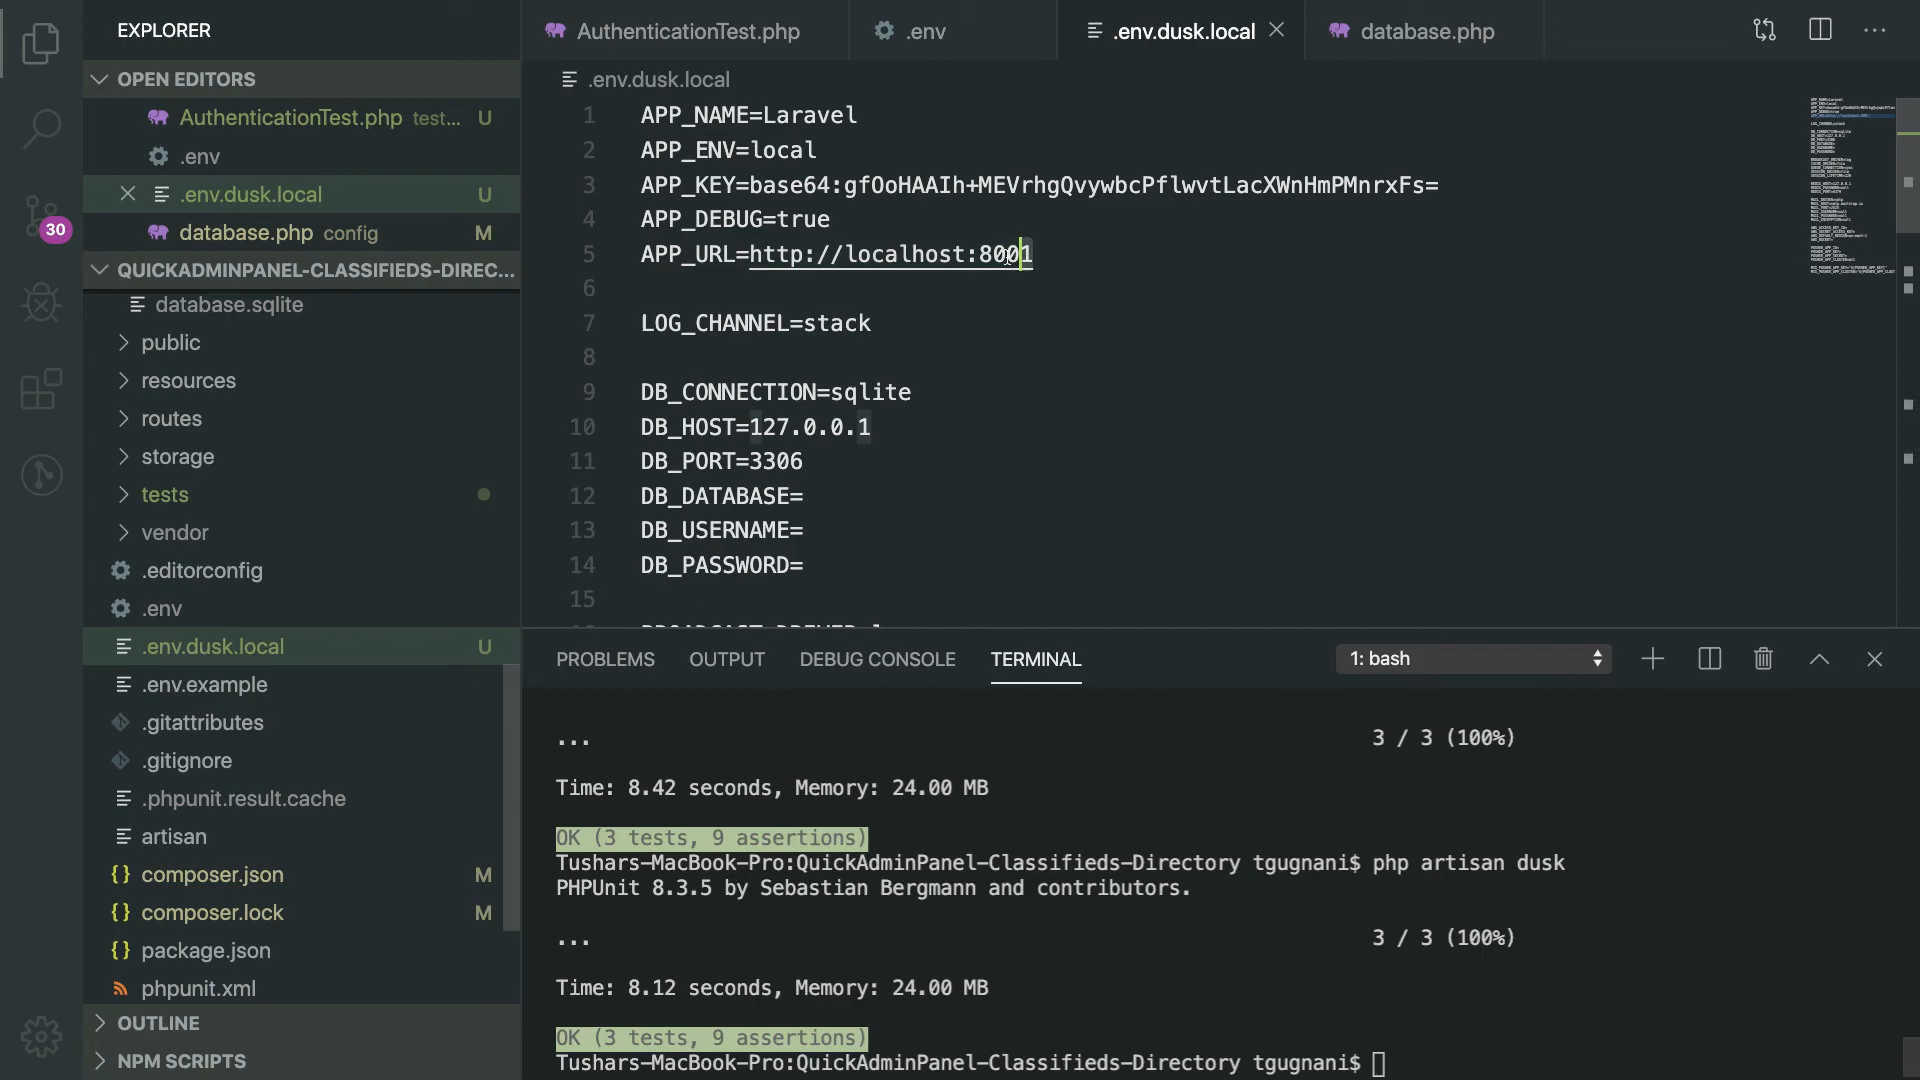 EXPLORER
OPEN EDITORS
AuthenticationTest.php test... U
.env
.env.dusk.local U
database.php config M
QUICKADMINPANEL-CLASSIFIEDS-DIREC...
database.sqlite
public
resources
routes
storage
tests
vendor
.editorconfig
.env
.env.dusk.local U
.env.example
.gitattributes
.gitignore
.phpunit.result.cache
artisan
composer.json M
composer.lock M
package.json
phpunit.xml
OUTLINE
NPM SCRIPTS
30
AuthenticationTest.php .env .env.dusk.local database.php
.env.dusk.local
1 APP_NAME=Laravel
2 APP_ENV=local
3 APP_KEY=base64:gfOoHAAIh+MEVrhgQvywbcPflwvtLacXWnHmPMnrxFs=
4 APP_DEBUG=true
5 APP_URL=http://localhost:8001
6
7 LOG_CHANNEL=stack
8
9 DB_CONNECTION=sqlite
10 DB_HOST=127.0.0.1
11 DB_PORT=3306
12 DB_DATABASE=
13 DB_USERNAME=
14 DB_PASSWORD=
15
PROBLEMS OUTPUT DEBUG CONSOLE TERMINAL 1: bash
... 3 / 3 (100%)
Time: 8.42 seconds, Memory: 24.00 MB
OK (3 tests, 9 assertions)
Tushars-MacBook-Pro:QuickAdminPanel-Classifieds-Directory tgugnani$ php artisan dusk
PHPUnit 8.3.5 by Sebastian Bergmann and contributors.
... 3 / 3 (100%)
Time: 8.12 seconds, Memory: 24.00 MB
OK (3 tests, 9 assertions)
Tushars-MacBook-Pro:QuickAdminPanel-Classifieds-Directory tgugnani$